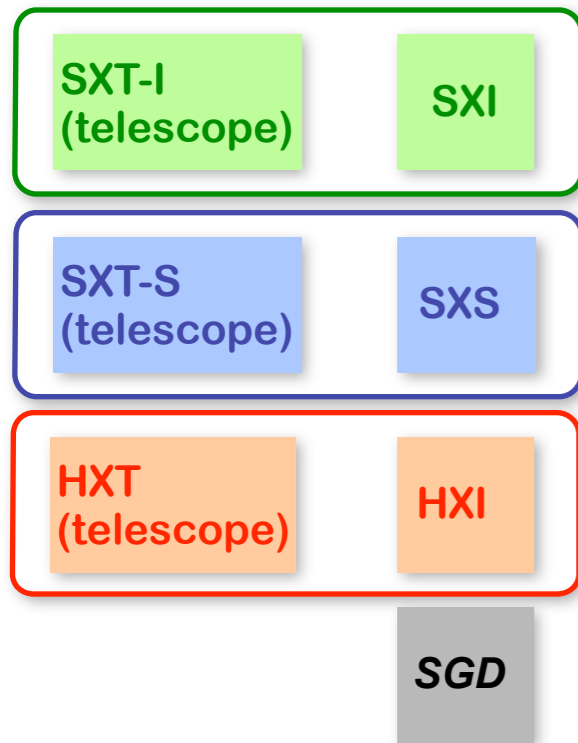 SXT-I
(telescope)
SXI
SXT-S
(telescope)
SXS
HXT
(telescope)
HXI
SGD